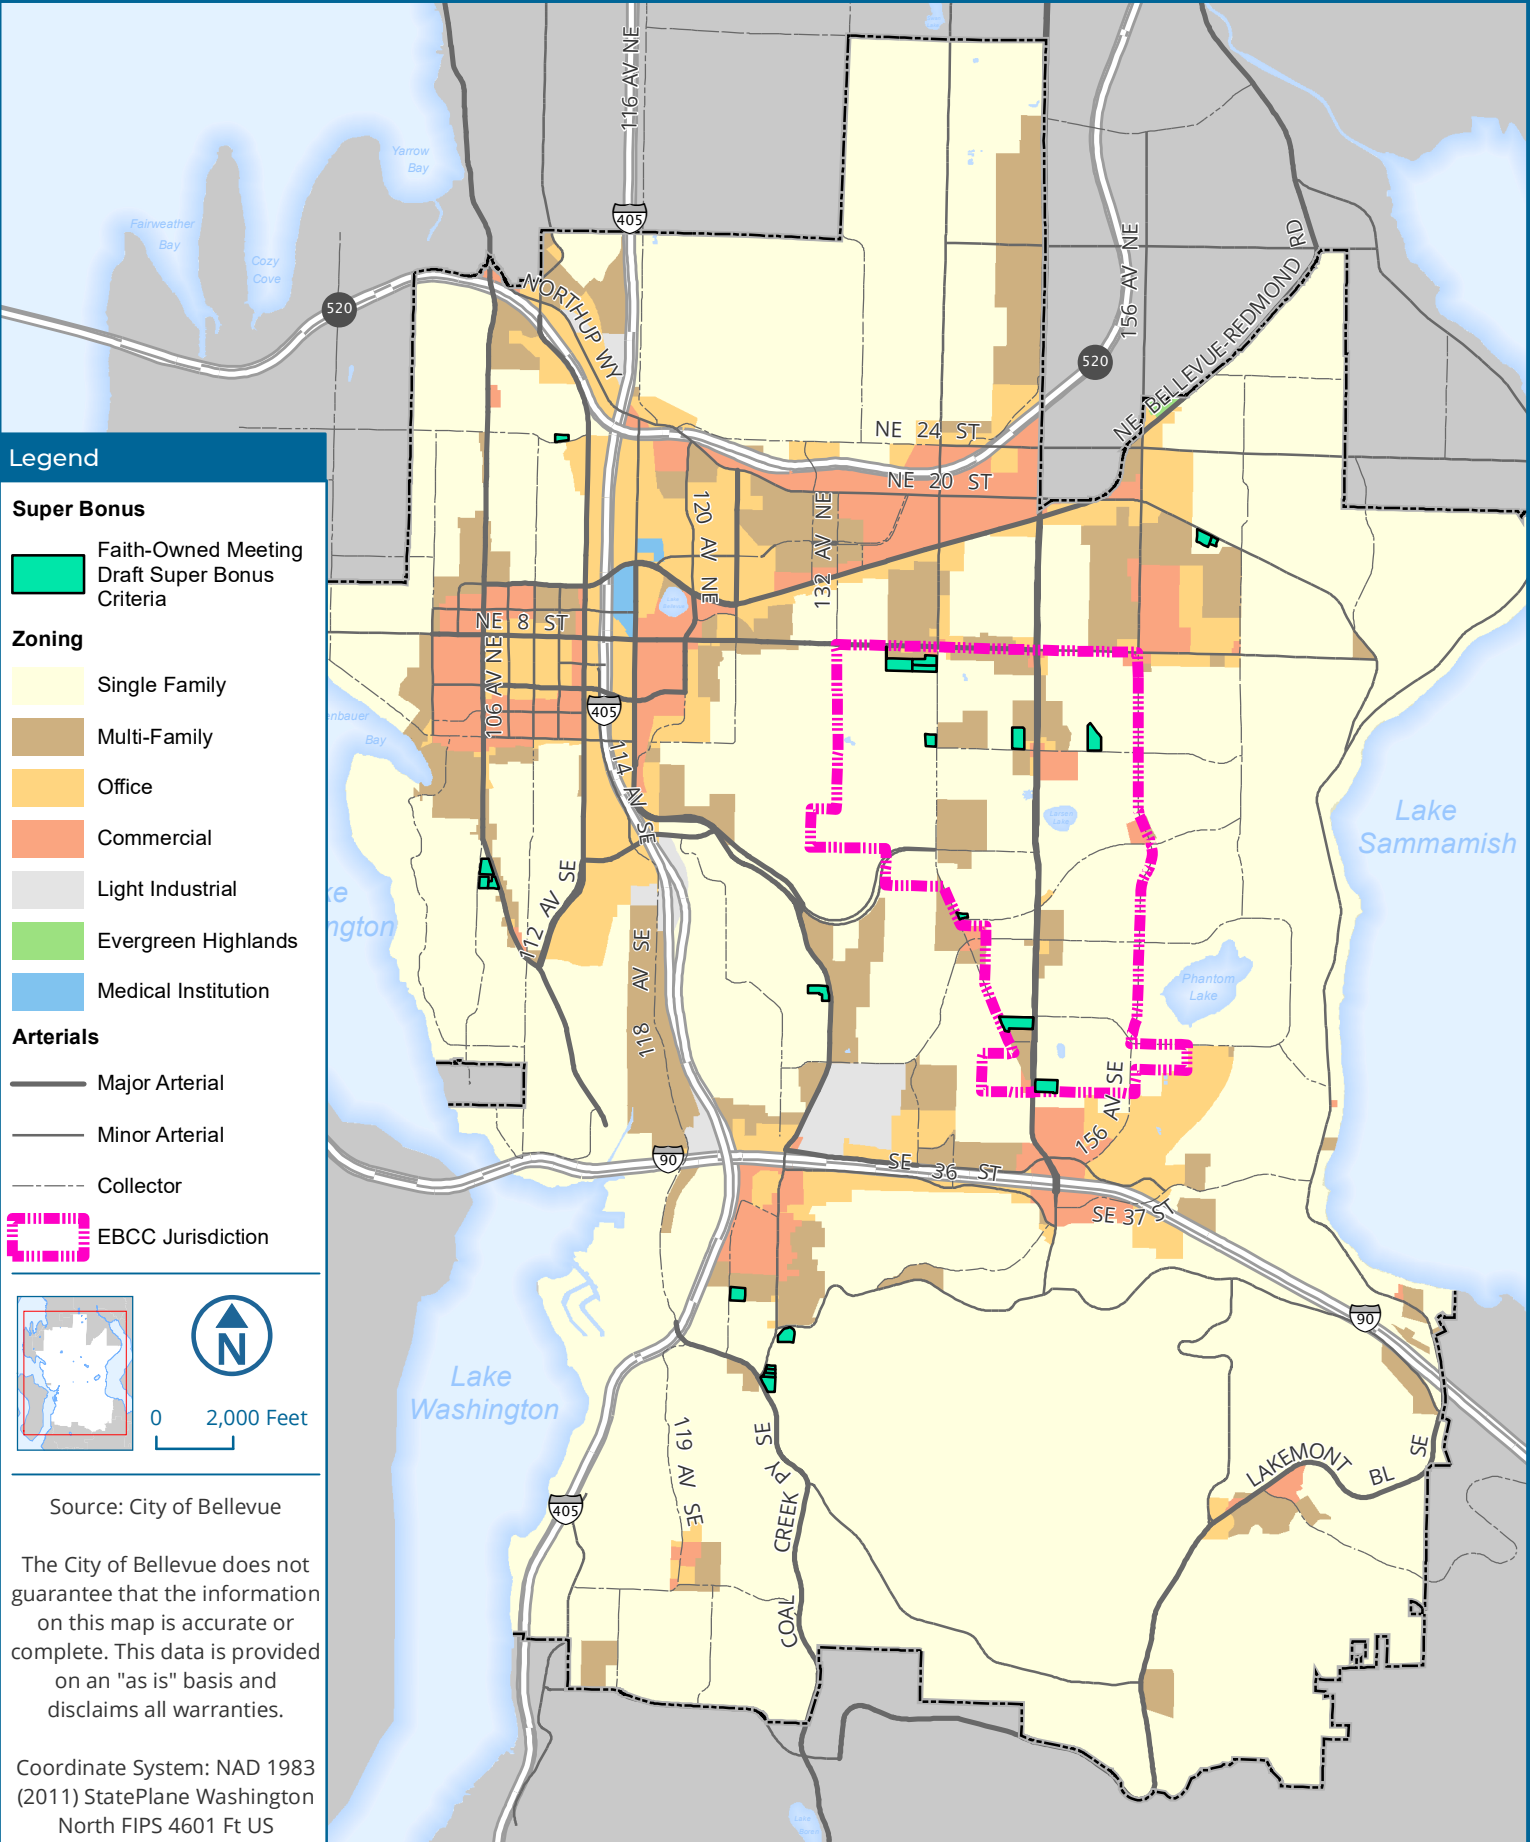 Legend
Super Bonus
Faith-Owned Meeting
Draft Super Bonus
Criteria
Zoning
Single Family
Multi-Family
Office
Commercial
Light Industrial
Evergreen Highlands
Medical Institution
Arterials
Major Arterial
Minor Arterial
Collector
EBCC Jurisdiction
N
0 2,000 Feet
Source: City of Bellevue
The City of Bellevue does not
guarantee that the information
on this map is accurate or
complete. This data is provided
on an "as is" basis and
disclaims all warranties.
Coordinate System: NAD 1983
(2011) StatePlane Washington
North FIPS 4601 Ft US
116 AV NE
Yarrow
Bay
Fairweather
Bay
Cozy
Cove
405
520
NORTHUP WY
156 AV NE
NE BELLEVUE-REDMOND RD
520
NE 24 ST
NE 20 ST
120 AV NE
132 AV NE
NE 8 ST
106 AV NE
405
Bay
114 AV SE
112 AV SE
118 AV SE
Larsen
Lake
Lake
Sammamish
Phantom
Lake
156 AV SE
90
SE 36 ST
SE 37 ST
90
Lake
Washington
119 AV SE
COAL CREEK PY SE
405
LAKEMONT BL SE